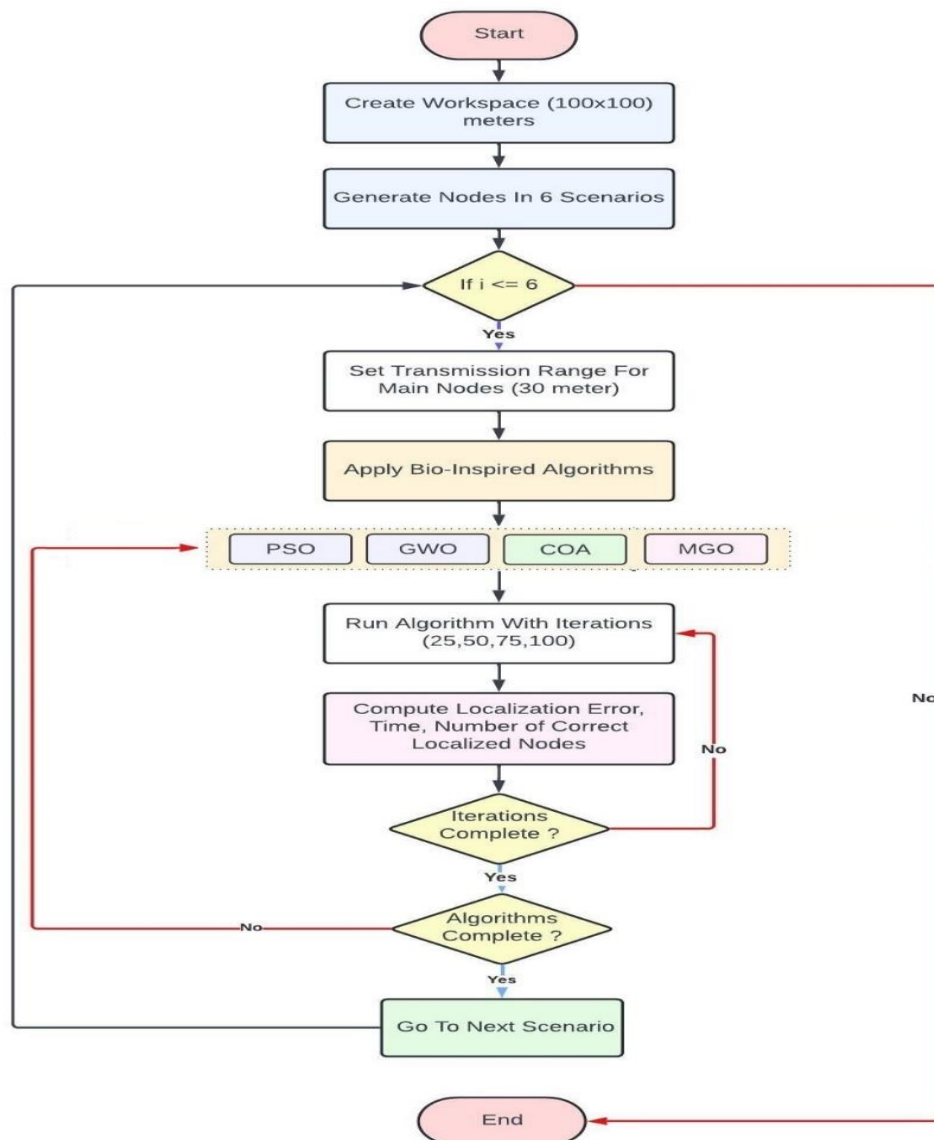 Start
Create Workspace (100x100)
meters
Generate Nodes In 6 Scenarios
If i <= 6
Yes
Set Transmission Range For
Main Nodes (30 meter)
Apply Bio-Inspired Algorithms
PSO
GWO
COA
MGO
Run Algorithm With Iterations
(25,50,75,100)
No
Compute Localization Error,
Time, Number of Correct
Localized Nodes
No
Iterations
Complete ?
Yes
Algorithms
Complete ?
No
Yes
Go To Next Scenario
End